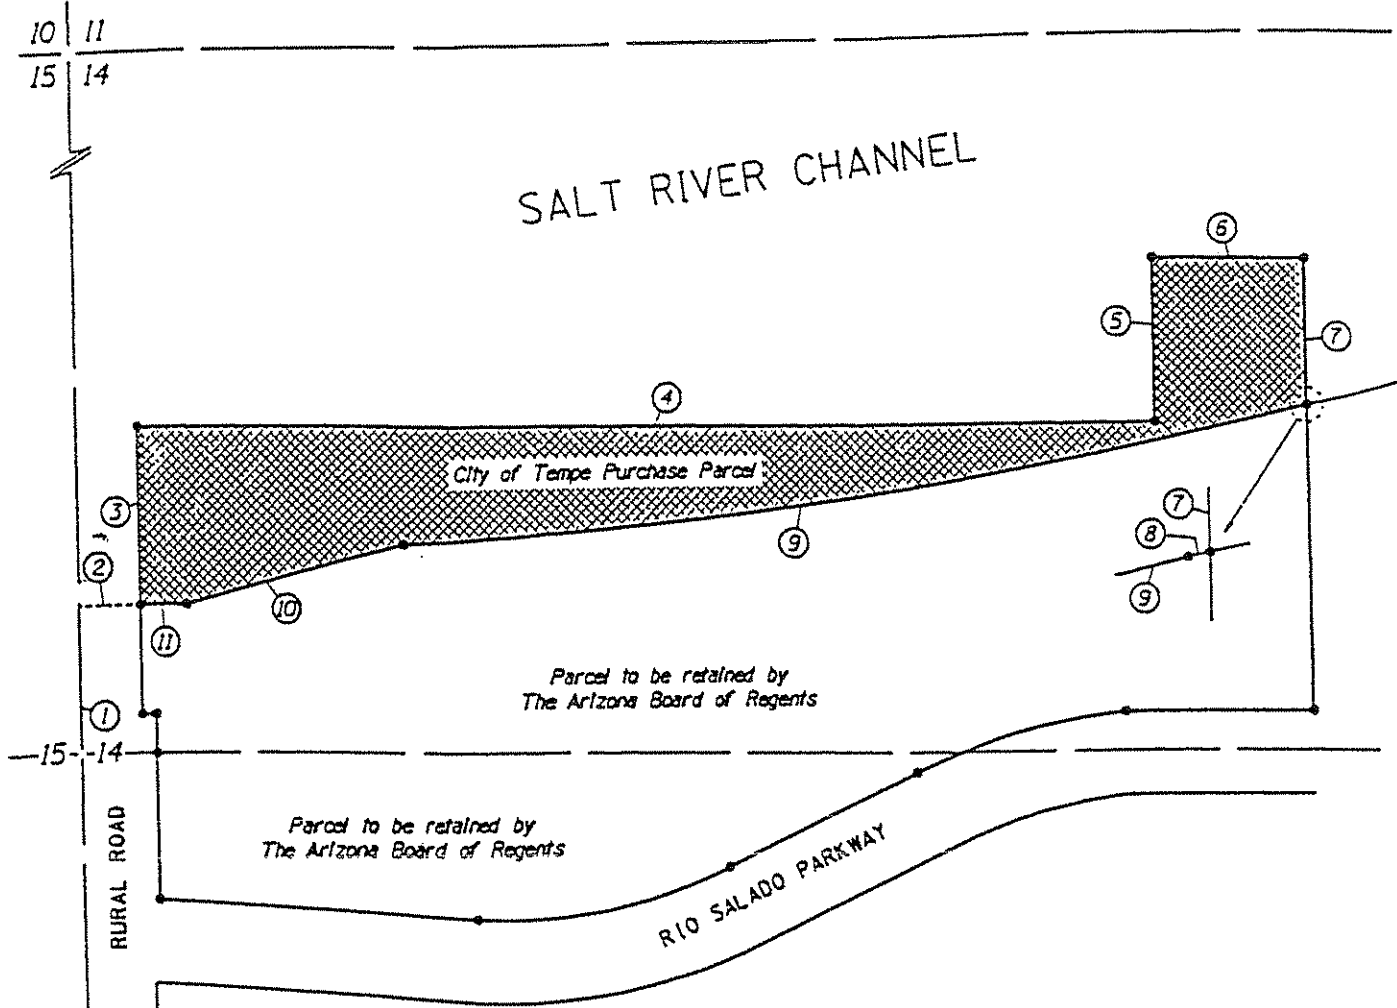 10 11
15 14
SALT RIVER CHANNEL
6
5
7
4
City of Tempe Purchase Parcel
3
7
9
8
2
9
10
11
Parcel to be retained by
The Arizona Board of Regents
1
15 14
Parcel to be retained by
The Arizona Board of Regents
RURAL ROAD
RIO SALADO PARKWAY